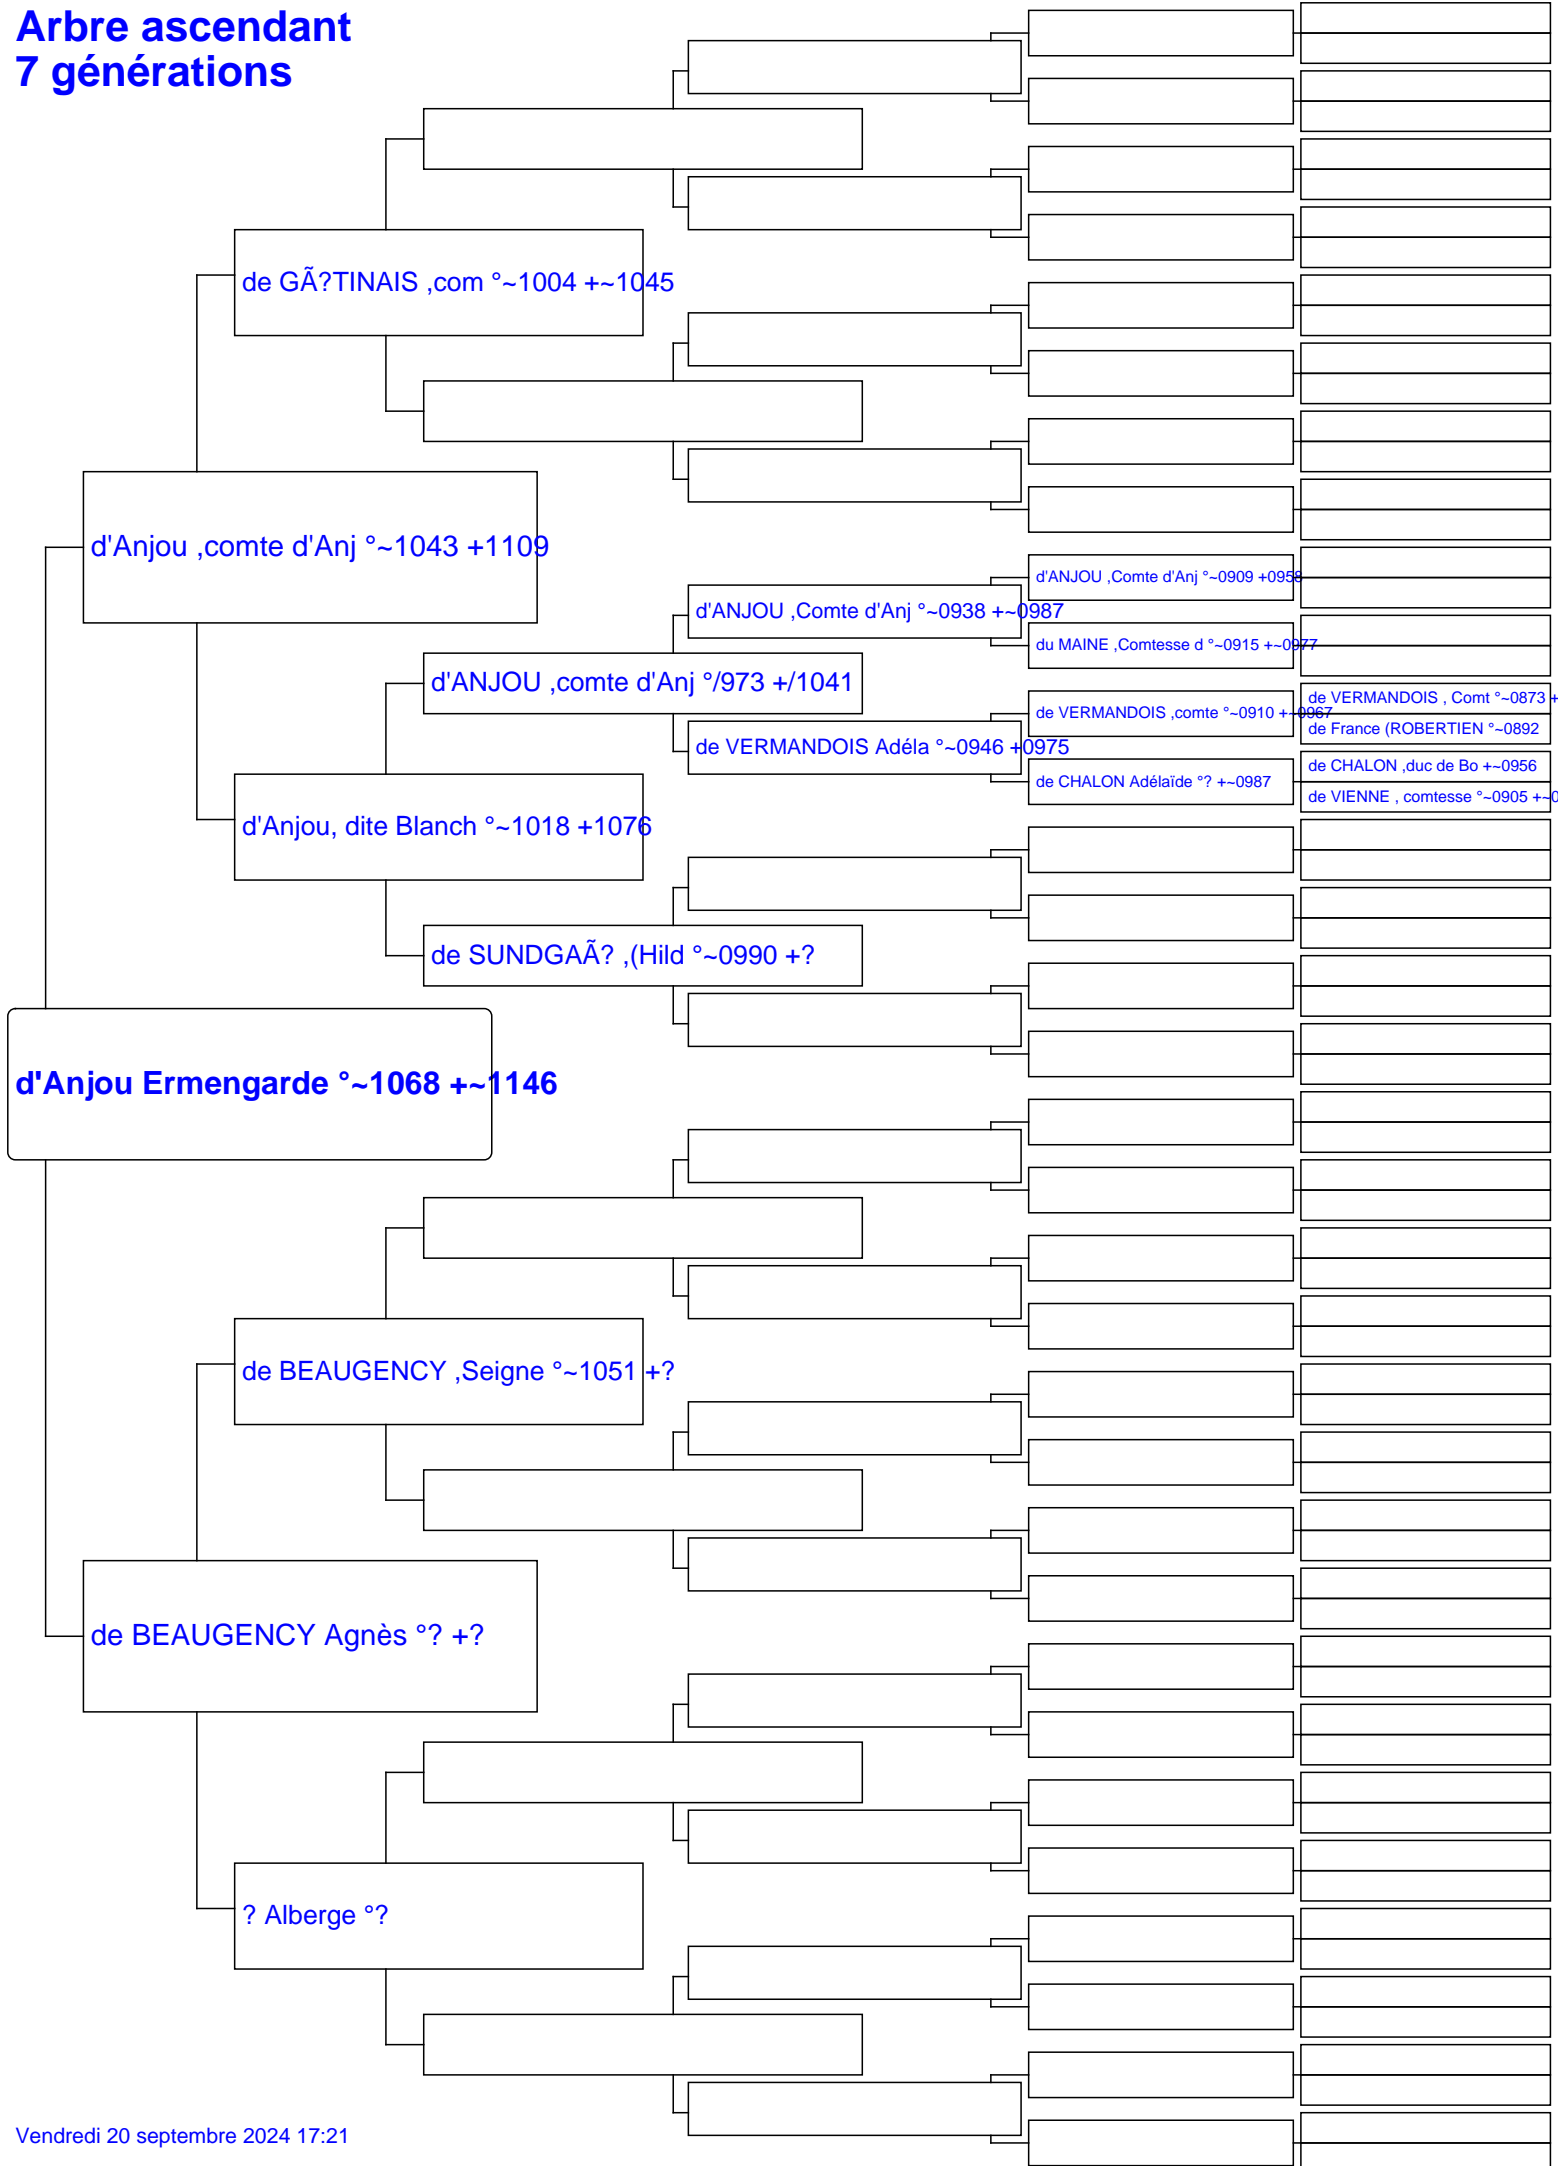 Arbre ascendant
7 générations
de GÃ?TINAIS ,com °~1004 +~1045
d'Anjou ,comte d'Anj °~1043 +1109
d'ANJOU ,Comte d'Anj °~0909 +0958
d'ANJOU ,Comte d'Anj °~0938 +~0987
du MAINE ,Comtesse d °~0915 +~0977
d'ANJOU ,comte d'Anj °/973 +/1041
de VERMANDOIS , Comt °~0873 +
de VERMANDOIS ,comte °~0910 +~0967
de France (ROBERTIEN °~0892
de VERMANDOIS Adéla °~0946 +0975
de CHALON ,duc de Bo +~0956
de CHALON Adélaïde °? +~0987
de VIENNE , comtesse °~0905 +~0
d'Anjou, dite Blanch °~1018 +1076
de SUNDGAÃ? ,(Hild °~0990 +?
d'Anjou Ermengarde °~1068 +~1146
de BEAUGENCY ,Seigne °~1051 +?
de BEAUGENCY Agnès °? +?
? Alberge °?
Vendredi 20 septembre 2024 17:21